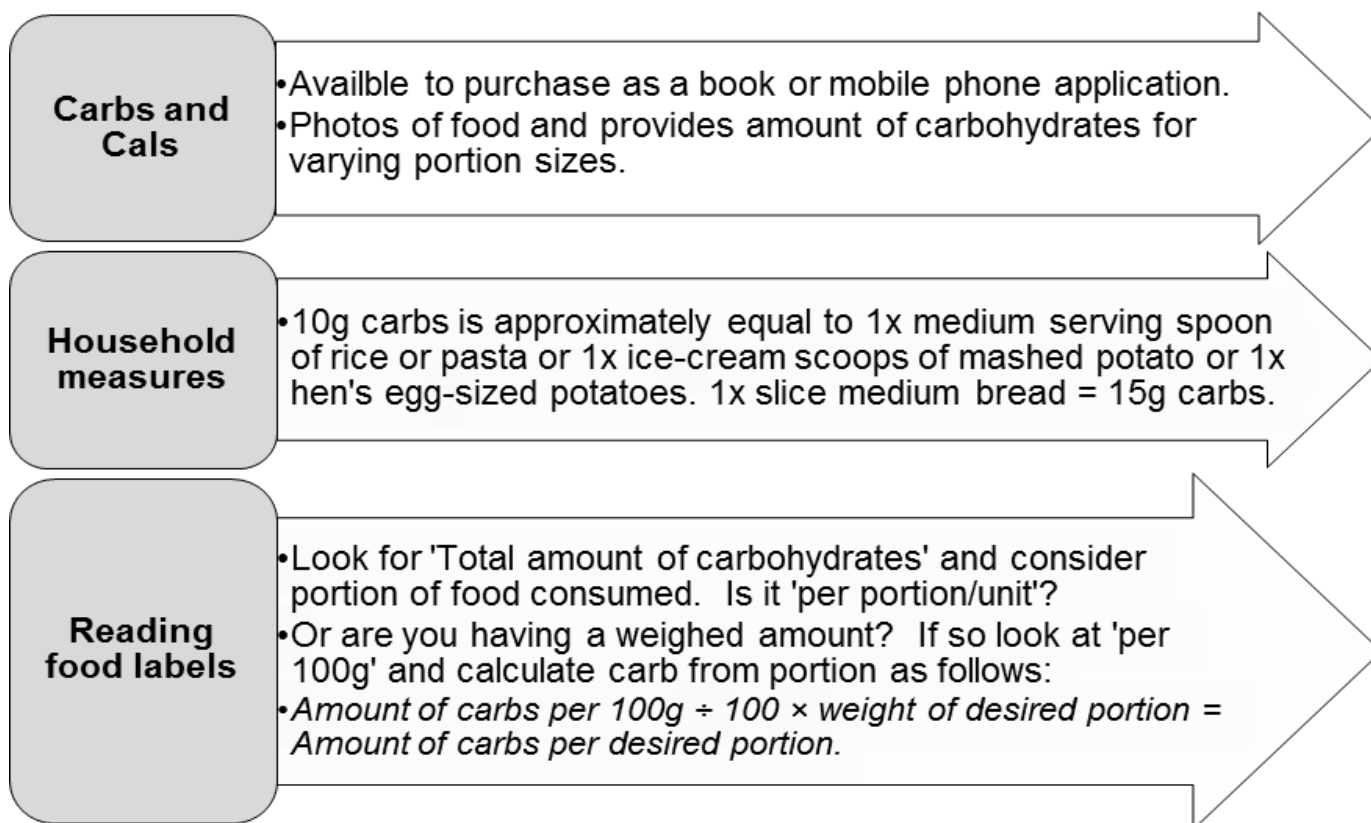 Carbs and
Cals
•Availble to purchase as a book or mobile phone application.
•Photos of food and provides amount of carbohydrates for
varying portion sizes.
Household
measures
•10g carbs is approximately equal to 1x medium serving spoon
of rice or pasta or 1x ice-cream scoops of mashed potato or 1x
hen's egg-sized potatoes. 1x slice medium bread = 15g carbs.
Reading
food labels
•Look for 'Total amount of carbohydrates' and consider
portion of food consumed.  Is it 'per portion/unit'?
•Or are you having a weighed amount?  If so look at 'per
100g' and calculate carb from portion as follows:
•Amount of carbs per 100g ÷ 100 × weight of desired portion =
Amount of carbs per desired portion.